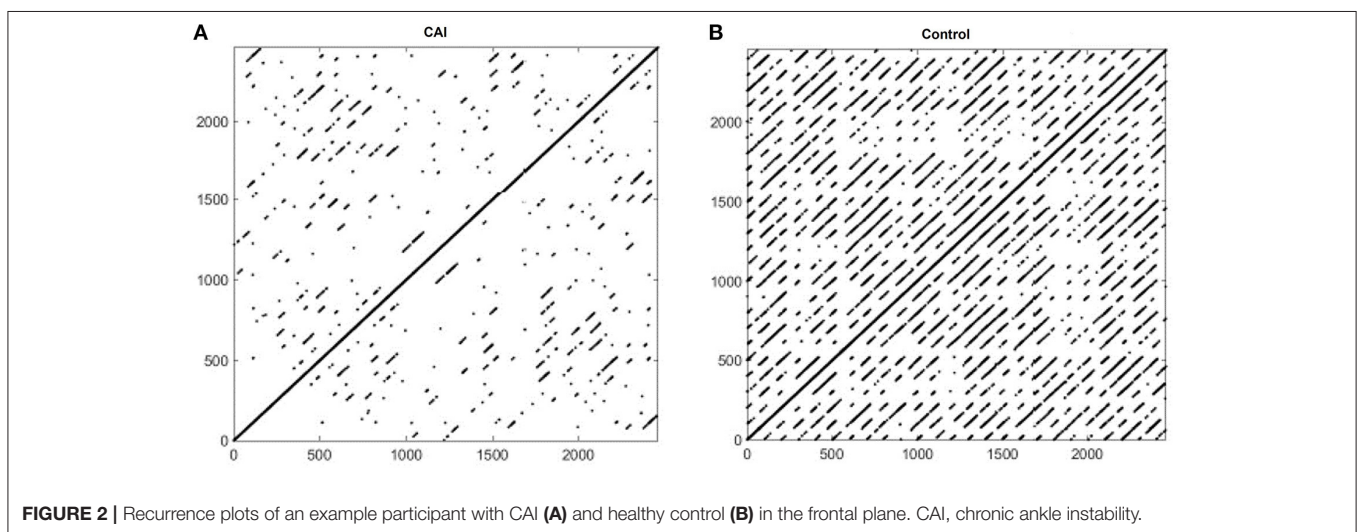 A
CAI
B
Control
2000
1500
1000
500
0
0 500 1000 1500 2000
2000
1500
1000
500
0
0 500 1000 1500 2000
FIGURE 2 | Recurrence plots of an example participant with CAI (A) and healthy control (B) in the frontal plane. CAI, chronic ankle instability.